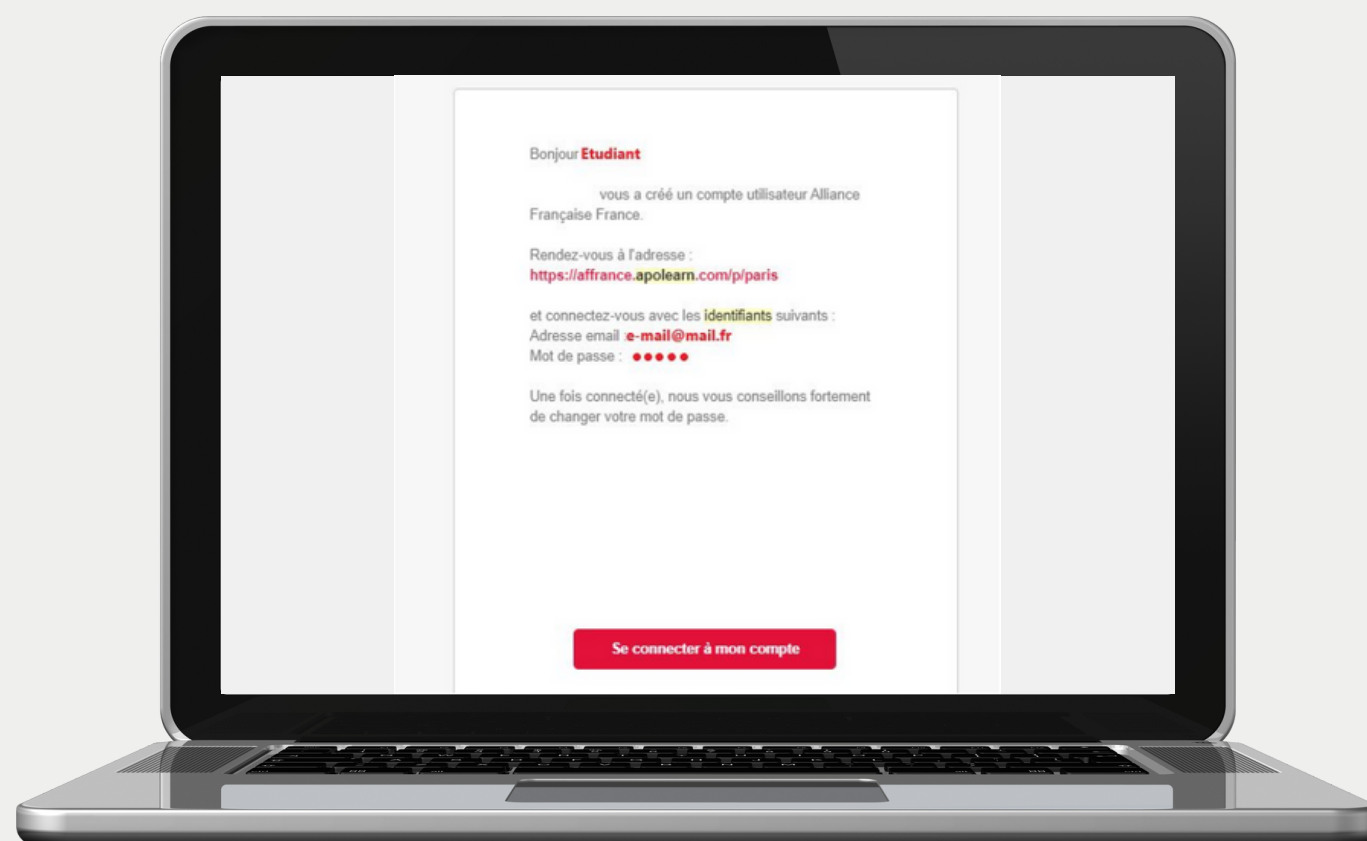 Bonjour Etudiant
vous a créé un compte utilisateur Alliance
Française France.
Rendez-vous à l'adresse :
https://affrance.apolearn.com/p/paris
et connectez-vous avec les identifiants suivants :
Adresse email :e-mail@mail.fr
Mot de passe : ●●●●●
Une fois connecté(e), nous vous conseillons fortement
de changer votre mot de passe.
Se connecter à mon compte